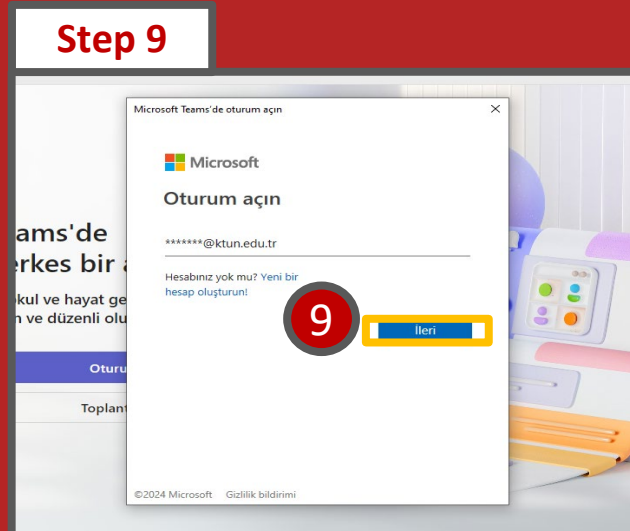 Step 9
Microsoft Teams'de oturum açın
Microsoft
Oturum açın
*******@ktun.edu.tr
Hesabınız yok mu? Yeni bir
hesap oluşturun!
9
İleri
©2024 Microsoft Gizlilik bildirimi
ams'de
erkes bir a
kul ve hayat ge
n ve düzenli olu
Oturu
Toplant